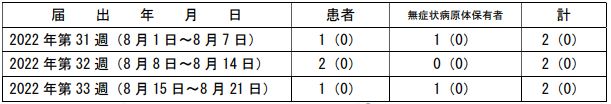 届 出 年 月 日 患者 無症状病原体保有者 計
2022 年第 31 週（8 月 1 日～8 月 7 日） 1（0） 1（0） 2（0）
2022 年第 32 週（8 月 8 日～8 月 14 日） 2（0） 0（0） 2（0）
2022 年第 33 週（8 月 15 日～8 月 21 日） 1（0） 1（0） 2（0）